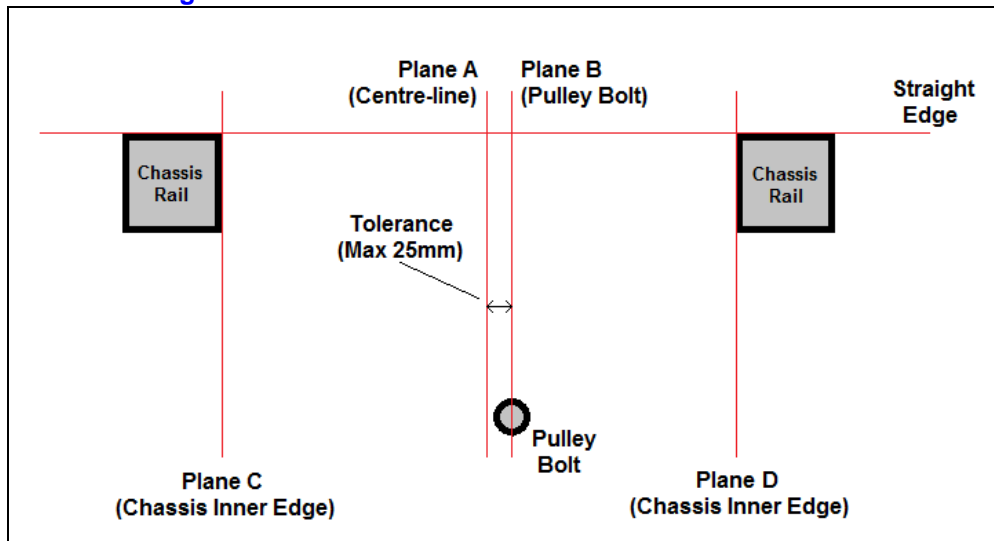 Plane A
(Centre-line)
Plane B
(Pulley Bolt)
Straight
Edge
Chassis
Rail
Chassis
Rail
Tolerance
(Max 25mm)
Pulley
Bolt
Plane C
(Chassis Inner Edge)
Plane D
(Chassis Inner Edge)